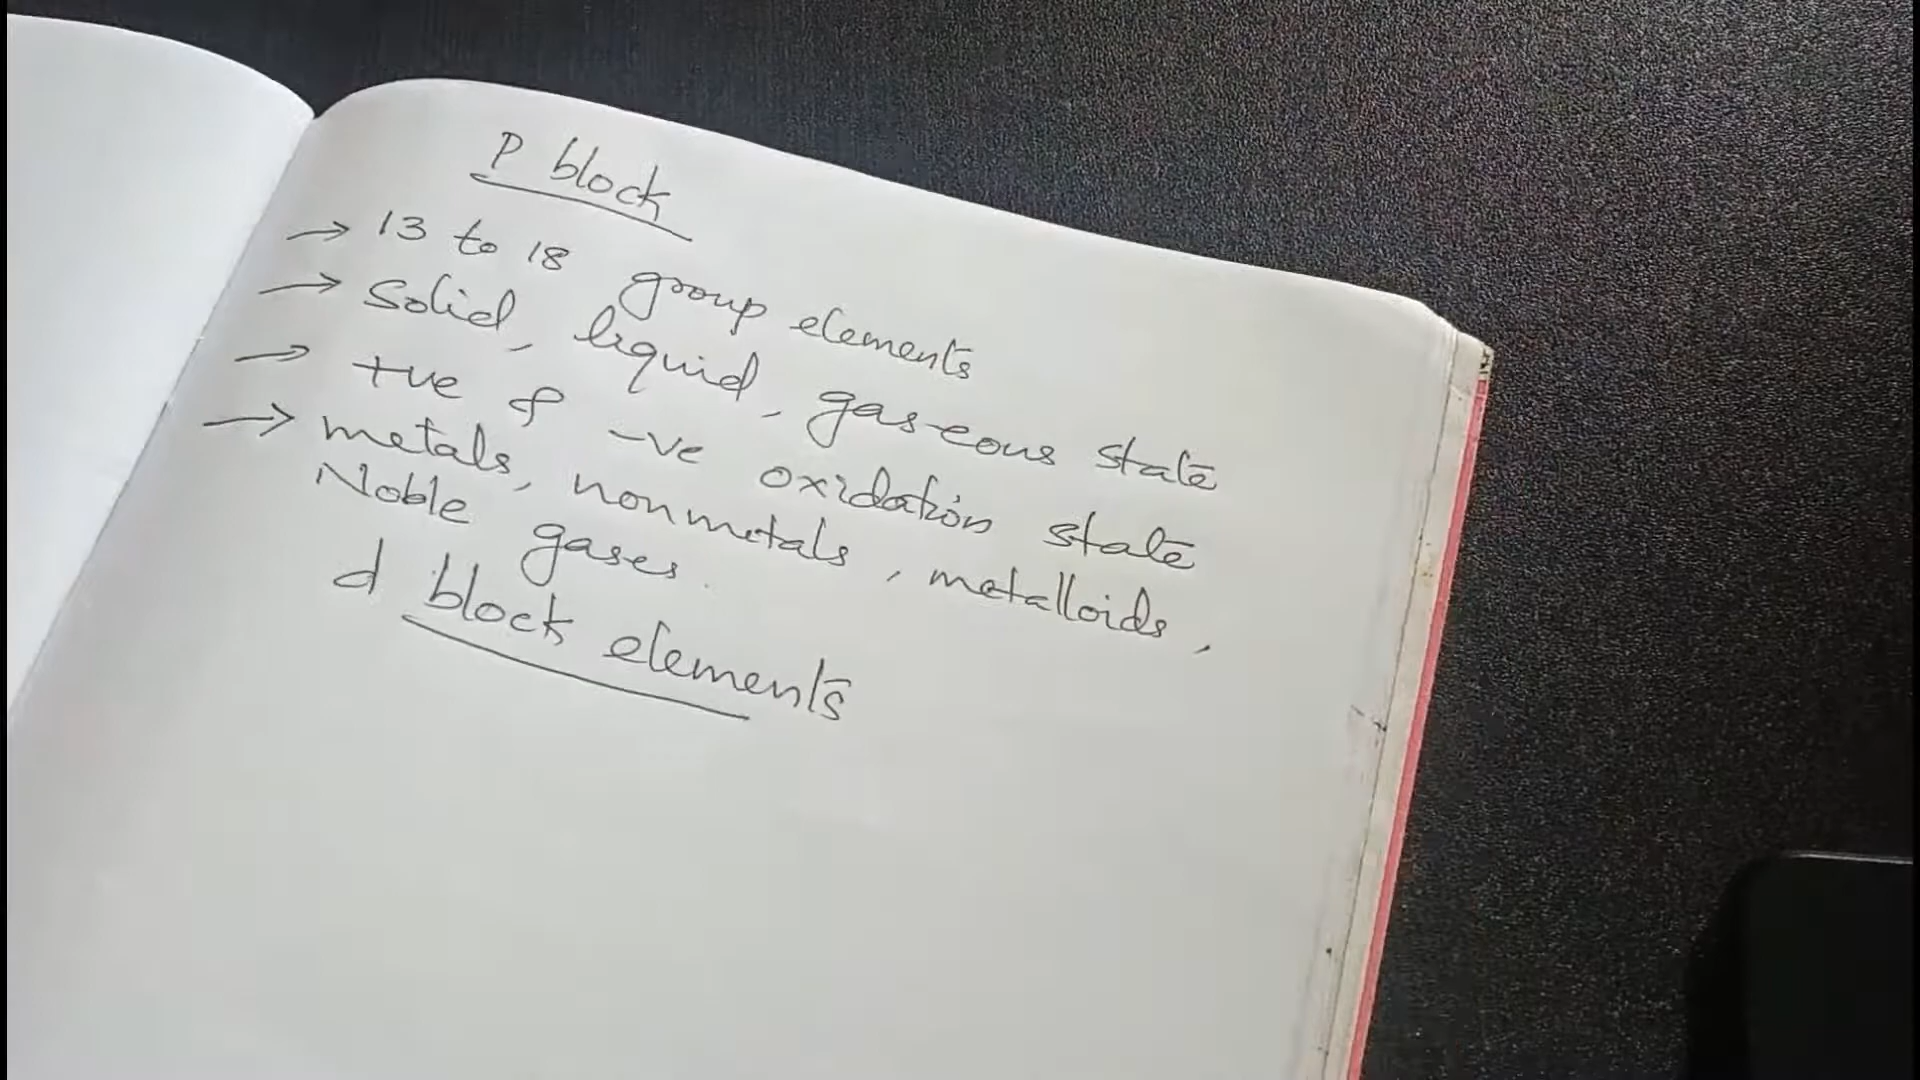 P block
→ 13 to 18 group elements
→ Solid, liquid, gaseous state
→ +ve & -ve oxidation state
→ metals, nonmetals, metalloids,
Noble gases.
d block elements